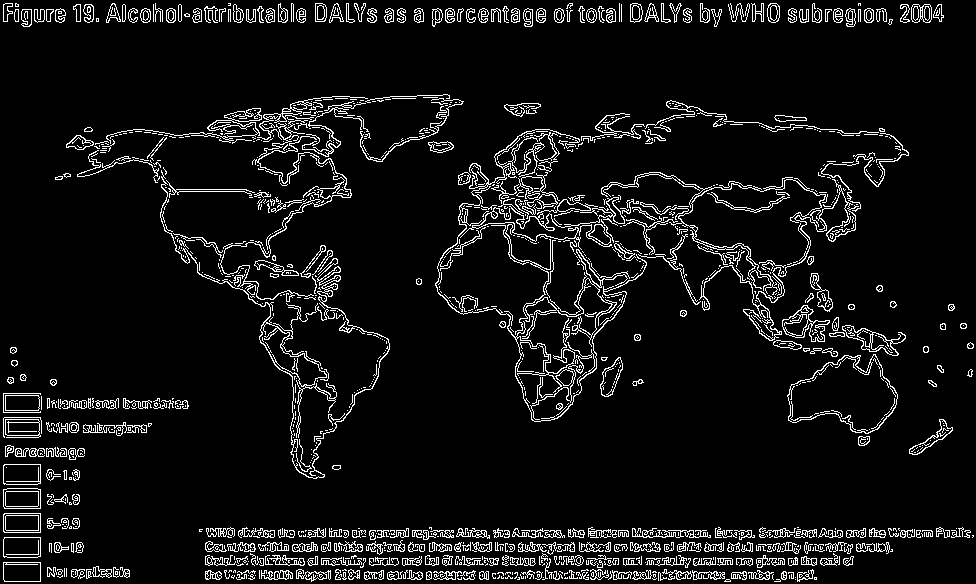 Figure 19. Alcohol-attributable DALYs as a percentage of total DALYs by WHO subregion, 2004
International boundaries
WHO subregions*
Percentage
0–1.9
2–4.9
5–9.9
10–18
Not applicable
* WHO divides the world into six general regions: Africa, the Americas, the Eastern Mediterranean, Europe, South-East Asia and the Western Pacific.
Countries within each of these regions are then divided into subregions based on levels of child and adult mortality (mortality strata).
Detailed definitions of mortality strata and list of Member States by WHO region and mortality stratum are given at the end of
the World Health Report 2004 and can be accessed at